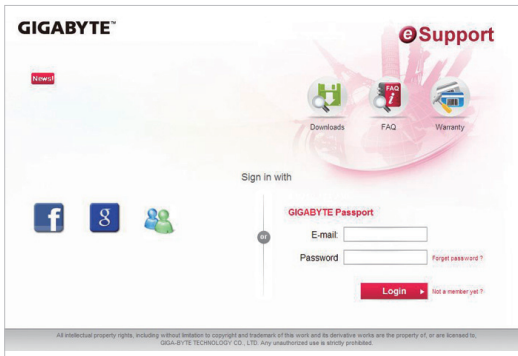 GIGABYTE™
eSupport
News!
FAQ
Downloads
FAQ
Warranty
Sign in with
or
GIGABYTE Passport
E-mail:
Password
Forget password ?
Login
Not a member yet ?
All intellectual property rights, including without limitation to copyright and trademark of this work and its derivative works are the property of, or are licensed to,
GIGA-BYTE TECHNOLOGY CO., LTD. Any unauthorized use is strictly prohibited.